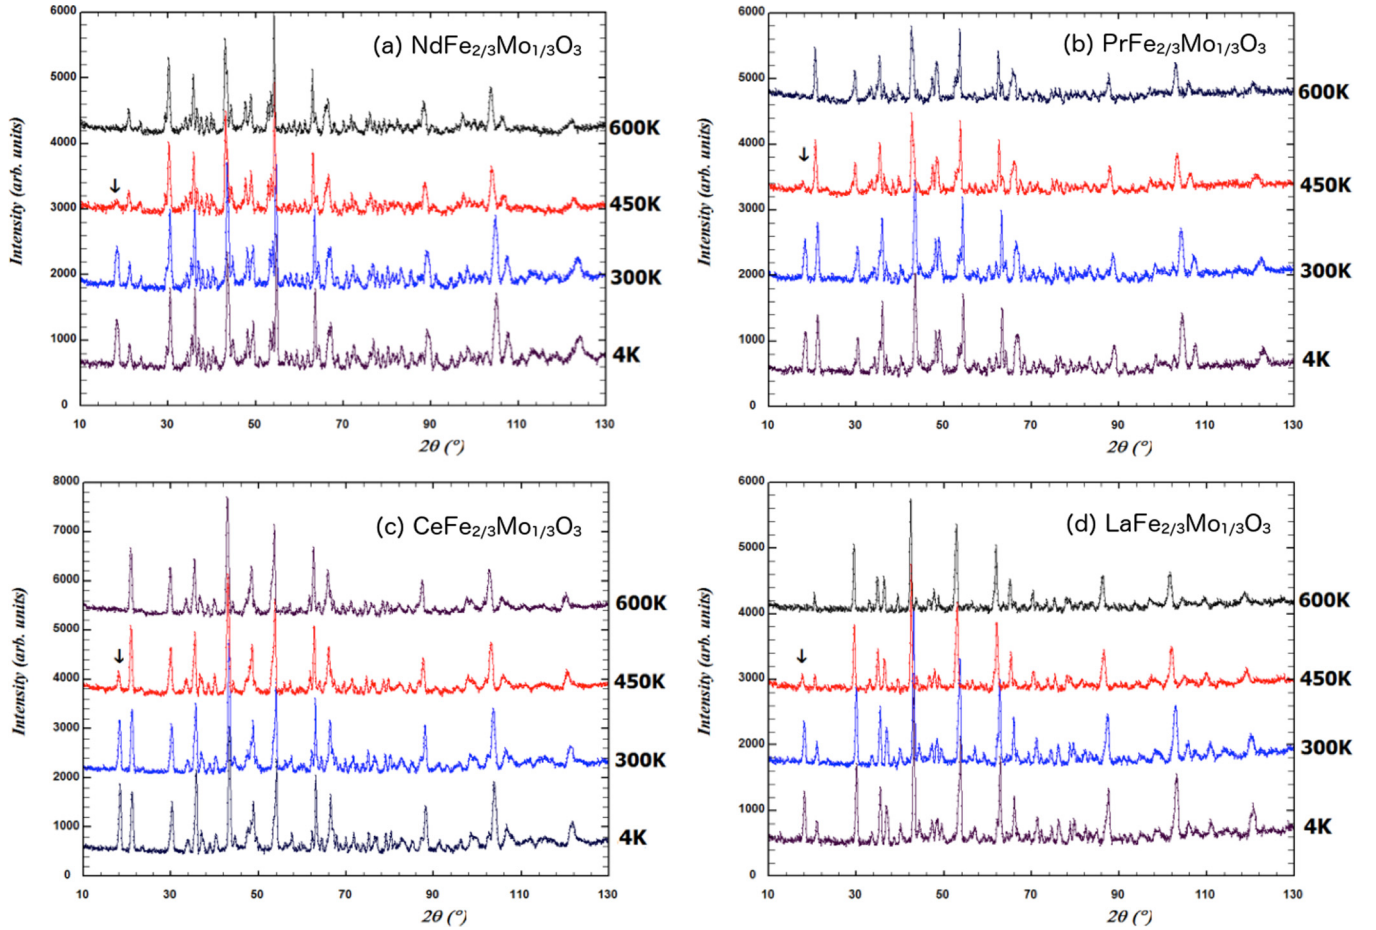 (a) NdFe2/3Mo1/3O3
6000
5000
4000
3000
2000
1000
0
Intensity (arb. units)
600K
↓
450K
300K
4K
10 30 50 70 90 110 130
2θ (°)
(b) PrFe2/3Mo1/3O3
6000
5000
4000
3000
2000
1000
0
Intensity (arb. units)
600K
↓
450K
300K
4K
10 30 50 70 90 110 130
2θ (°)
(c) CeFe2/3Mo1/3O3
8000
7000
6000
5000
4000
3000
2000
1000
0
Intensity (arb. units)
600K
↓
450K
300K
4K
10 30 50 70 90 110 130
2θ (°)
(d) LaFe2/3Mo1/3O3
6000
5000
4000
3000
2000
1000
0
Intensity (arb. units)
600K
↓
450K
300K
4K
10 30 50 70 90 110 130
2θ (°)